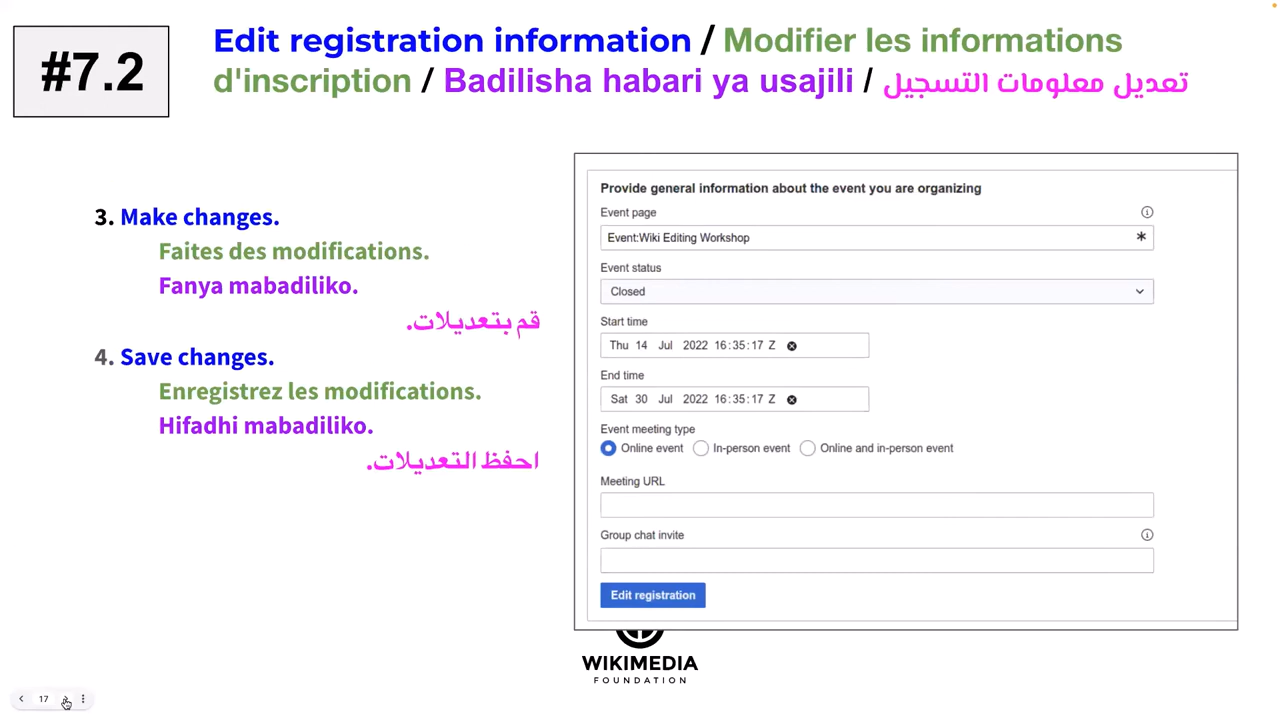 #7.2
Edit registration information / Modifier les informations
d'inscription / Badilisha habari ya usajili / تعديل معلومات التسجيل
3. Make changes.
Faites des modifications.
Fanya mabadiliko.
قم بتعديلات.
4. Save changes.
Enregistrez les modifications.
Hifadhi mabadiliko.
احفظ التعديلات.
Provide general information about the event you are organizing
Event page
Event:Wiki Editing Workshop
Event status
Closed
Start time
Thu 14 Jul 2022 16:35:17 Z
End time
Sat 30 Jul 2022 16:35:17 Z
Event meeting type
Online event In-person event Online and in-person event
Meeting URL
Group chat invite
Edit registration
WIKIMEDIA
FOUNDATION
17